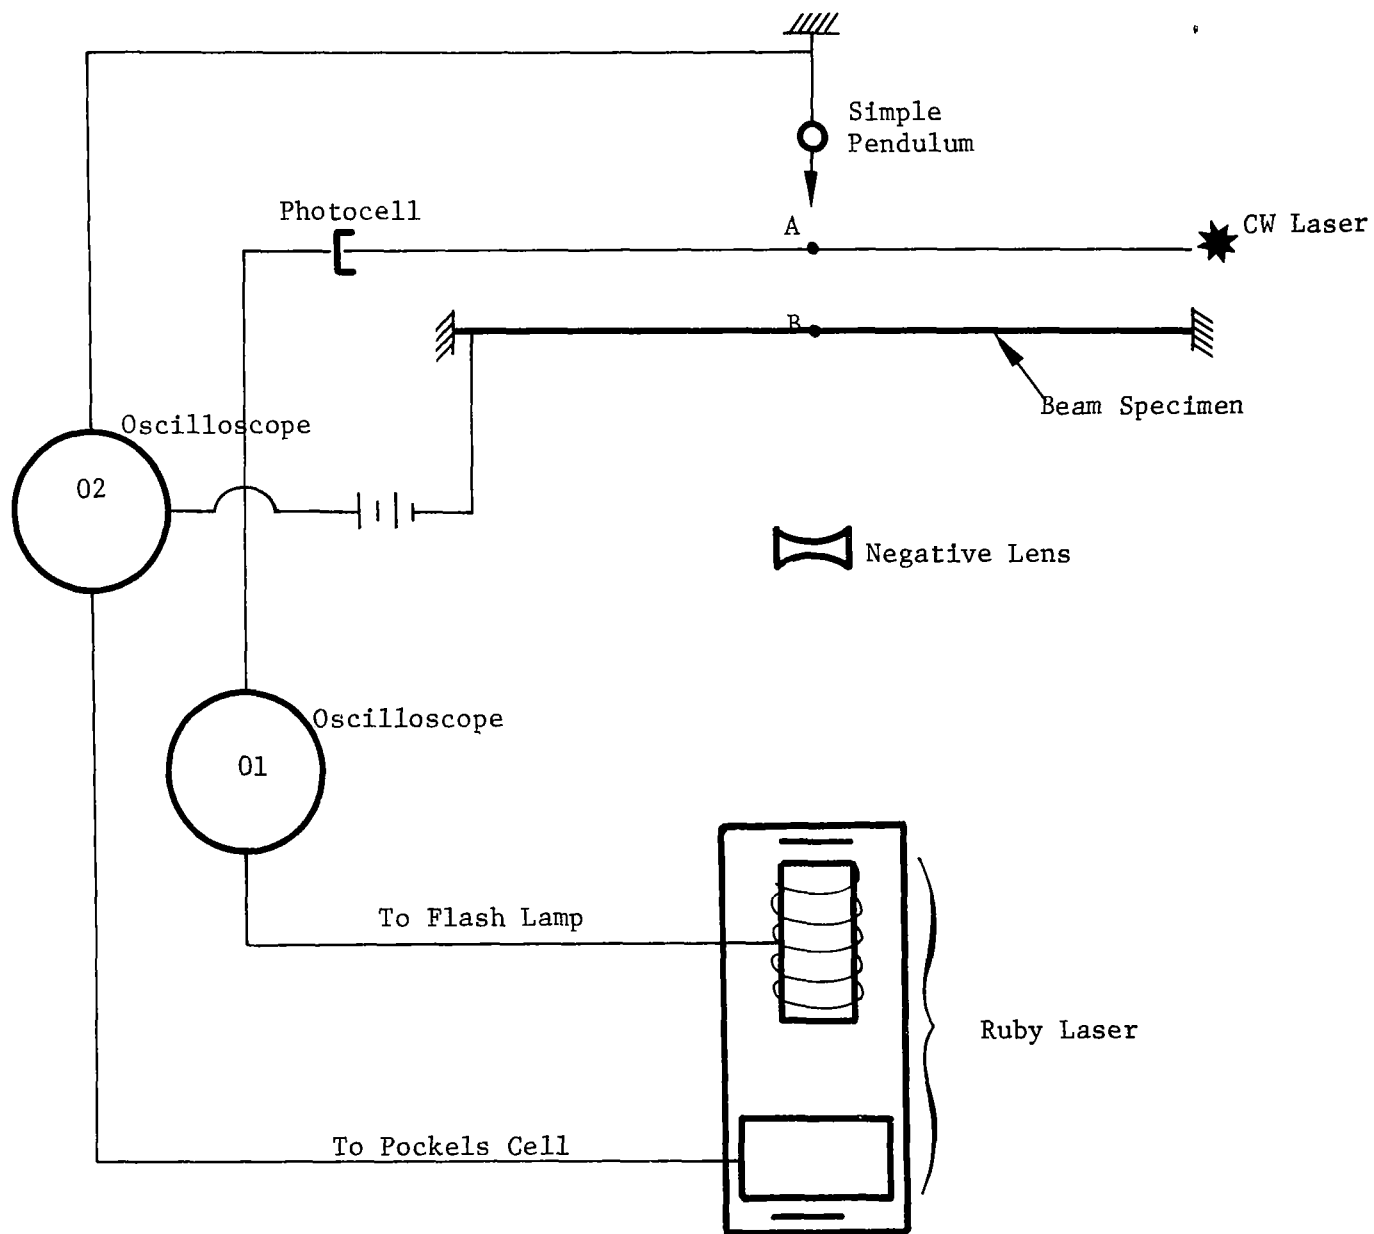 Simple
Pendulum
Photocell
A
CW Laser
B
Beam Specimen
Oscilloscope
02
Negative Lens
Oscilloscope
01
To Flash Lamp
Ruby Laser
To Pockels Cell